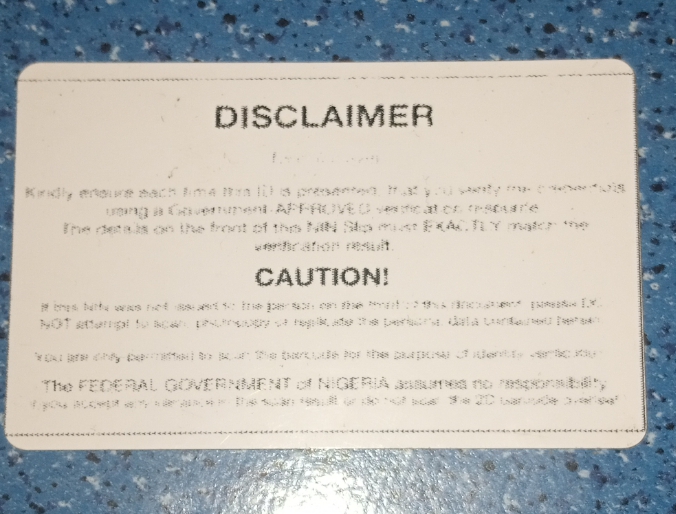 DISCLAIMER
Kindly ensure each time this ID is presented, that you verify the credentials
using a Government-APPROVED verification resource.
The details on the front of this NIN Slip must EXACTLY match the
verification result.
CAUTION!
If this NIN was not issued to the person on the front of this document, please DO
NOT attempt to scan, photocopy or replicate the personal data contained herein.
You are only permitted to scan the barcode for the purpose of identity verification.
The FEDERAL GOVERNMENT of NIGERIA assumes no responsibility
if you accept any variance in the scan result or do not scan the 2D barcode overleaf